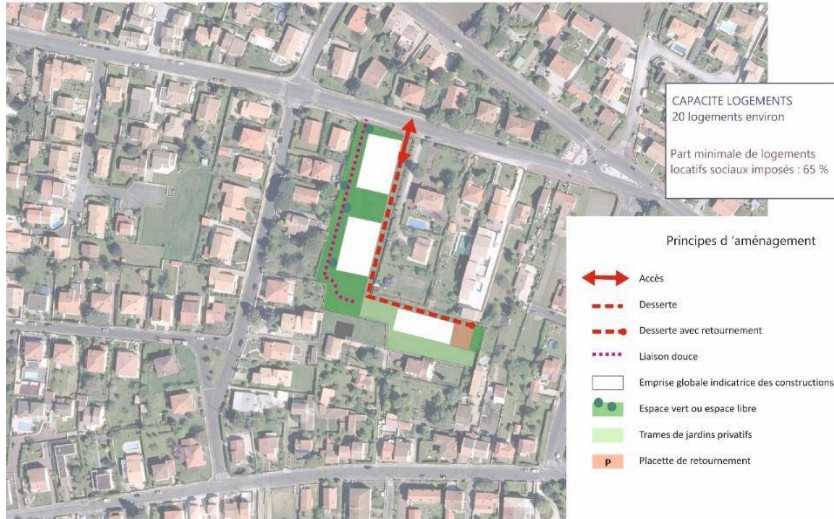 CAPACITE LOGEMENTS
20 logements environ
Part minimale de logements
locatifs sociaux imposés : 65 %
Principes d 'aménagement
Accès
Desserte
Desserte avec retournement
Liaison douce
Emprise globale indicatrice des constructions
Espace vert ou espace libre
Trames de jardins privatifs
P Placette de retournement